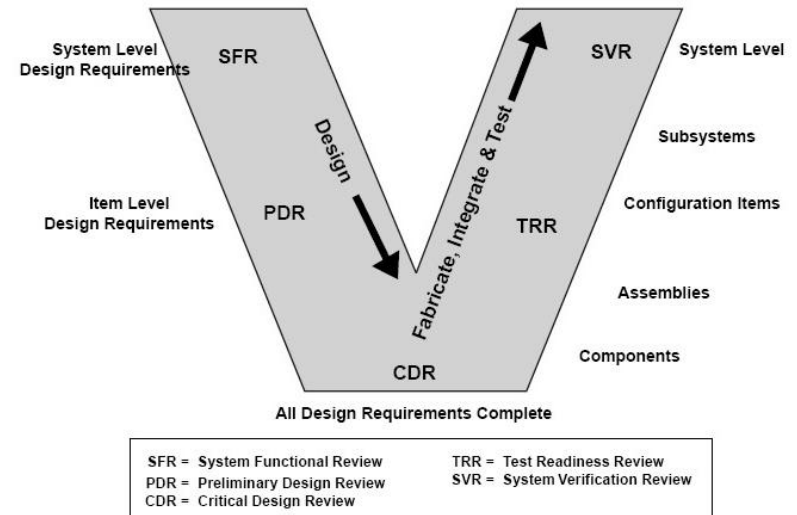 System Level
Design Requirements
SFR
SVR
System Level
Design
Fabricate, Integrate & Test
Subsystems
Item Level
Design Requirements
PDR
TRR
Configuration Items
Assemblies
Components
CDR
All Design Requirements Complete
SFR = System Functional Review
PDR = Preliminary Design Review
CDR = Critical Design Review
TRR = Test Readiness Review
SVR = System Verification Review